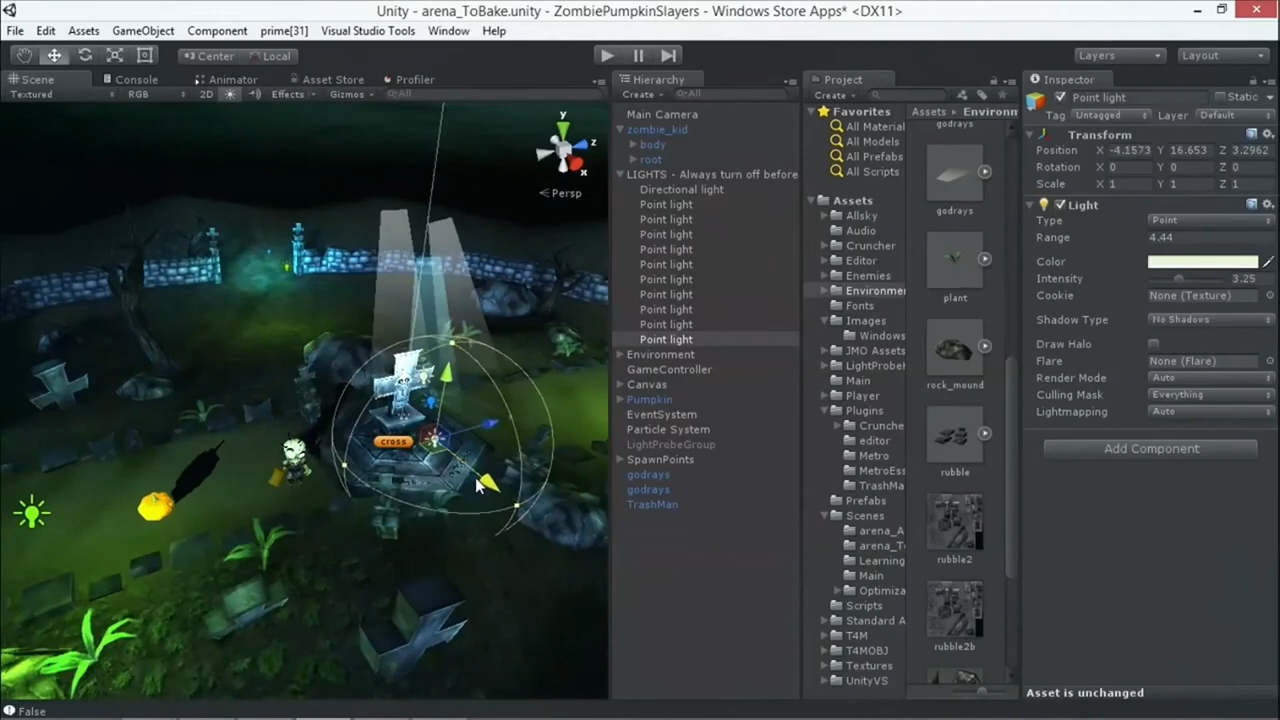 Unity - arena_ToBake.unity - ZombiePumpkinSlayers - Windows Store Apps* <DX11>
File Edit Assets GameObject Component prime[31] Visual Studio Tools Window Help
Center Local Layers Layout
Scene Console Animator Asset Store Profiler
Textured RGB 2D Effects Gizmos All
y
z
x
Persp
cross
Hierarchy
Create All
Main Camera
zombie_kid
body
root
LIGHTS - Always turn off before
Directional light
Point light
Point light
Point light
Point light
Point light
Point light
Point light
Point light
Point light
Point light
Environment
GameController
Canvas
Pumpkin
EventSystem
Particle System
LightProbeGroup
SpawnPoints
godrays
godrays
TrashMan
Project
Create
Favorites
All Material
All Models
All Prefabs
All Scripts
Assets
Allsky
Audio
Cruncher
Editor
Enemies
Environmer
Fonts
Images
Windows
JMO Assets
LightProbeH
Main
Player
Plugins
Cruncher
editor
Metro
MetroEss
TrashMa
Prefabs
Scenes
arena_A
arena_To
Learning
Main
Optimiza
Scripts
Standard A
T4M
T4MOBJ
Textures
UnityVS
Assets Environm
godrays
godrays
plant
rock_mound
rubble
rubble2
rubble2b
Inspector
Point light Static
Tag Untagged Layer Default
Transform
Position X -4.1573 Y 16.653 Z 3.2962
Rotation X 0 Y 0 Z 0
Scale X 1 Y 1 Z 1
Light
Type Point
Range 4.44
Color
Intensity 3.25
Cookie None (Texture)
Shadow Type No Shadows
Draw Halo
Flare None (Flare)
Render Mode Auto
Culling Mask Everything
Lightmapping Auto
Add Component
Asset is unchanged
False